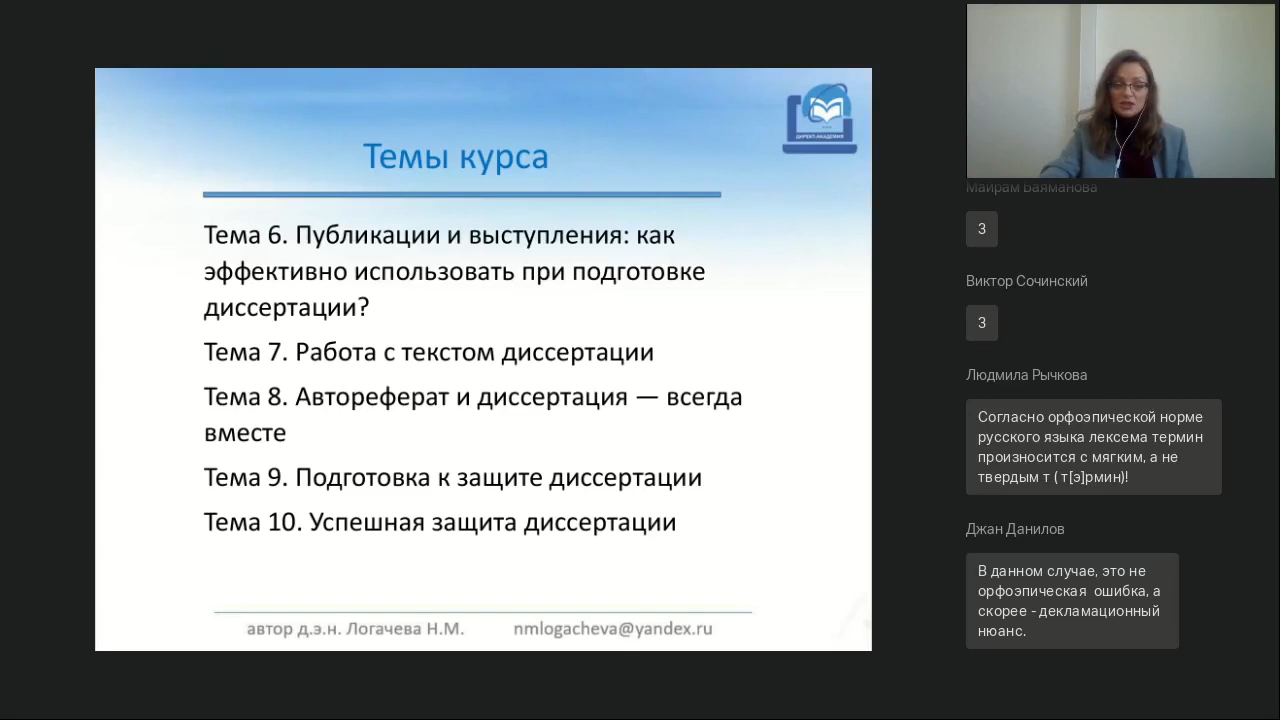 ДИРЕКТ-АКАДЕМИЯ
Темы курса
Тема 6. Публикации и выступления: как
эффективно использовать при подготовке
диссертации?
Тема 7. Работа с текстом диссертации
Тема 8. Автореферат и диссертация — всегда
вместе
Тема 9. Подготовка к защите диссертации
Тема 10. Успешная защита диссертации
автор д.э.н. Логачева Н.М. nmlogacheva@yandex.ru
Майрам Баяманова
3
Виктор Сочинский
3
Людмила Рычкова
Согласно орфоэпической норме
русского языка лексема термин
произносится с мягким, а не
твердым т ( т[э]рмин)!
Джан Данилов
В данном случае, это не
орфоэпическая ошибка, а
скорее - декламационный
нюанс.